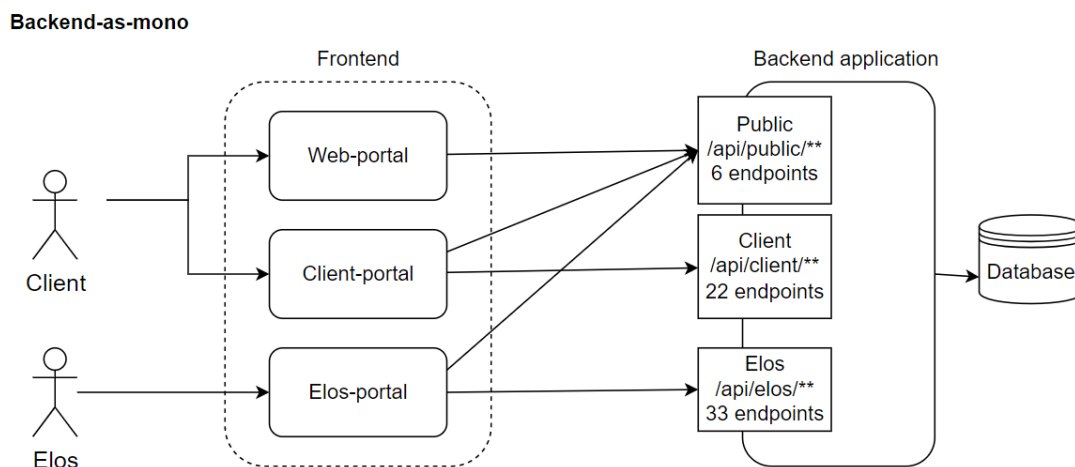 Backend-as-mono
Frontend
Backend application
Web-portal
Client-portal
Elos-portal
Client
Elos
Public
/api/public/**
6 endpoints
Client
/api/client/**
22 endpoints
Elos
/api/elos/**
33 endpoints
Database